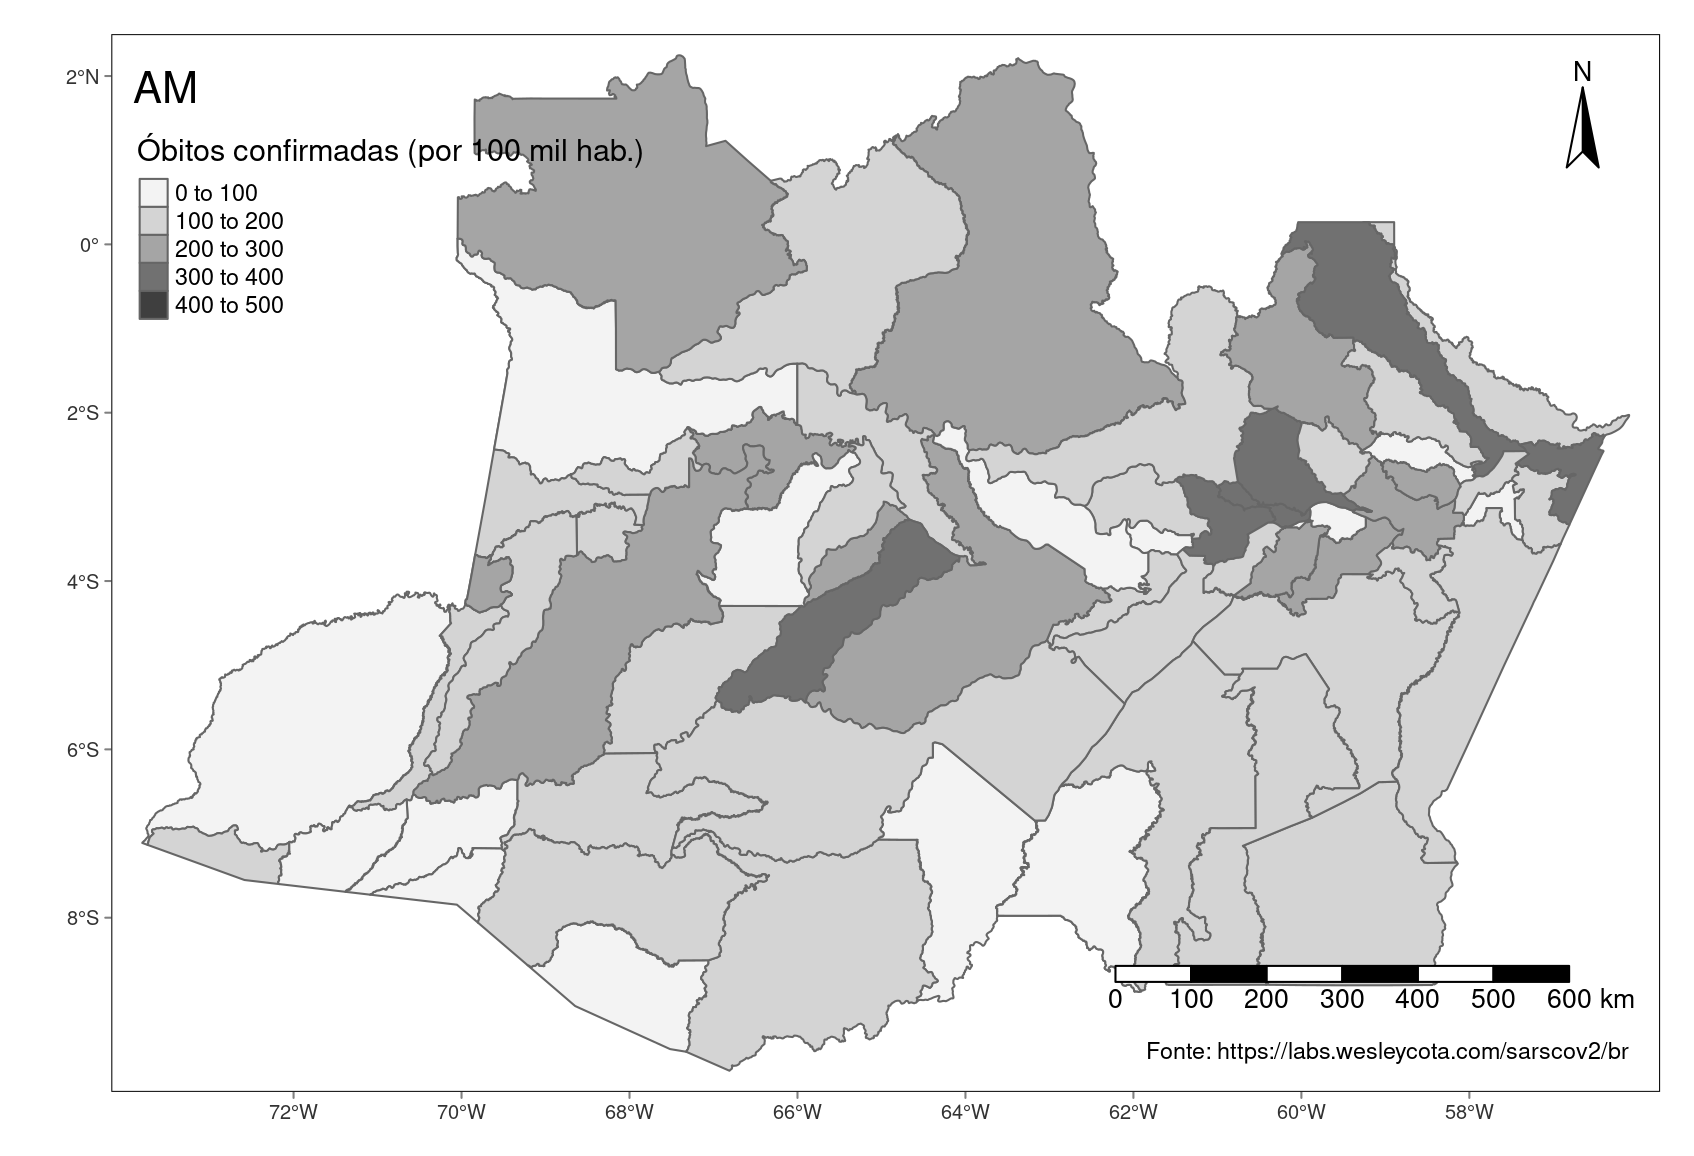 2°N
0°
2°S
4°S
6°S
8°S
AM
Óbitos confirmadas (por 100 mil hab.)
0 to 100
100 to 200
200 to 300
300 to 400
400 to 500
N
0 100 200 300 400 500 600 km
Fonte: https://labs.wesleycota.com/sarscov2/br
72°W 70°W 68°W 66°W 64°W 62°W 60°W 58°W